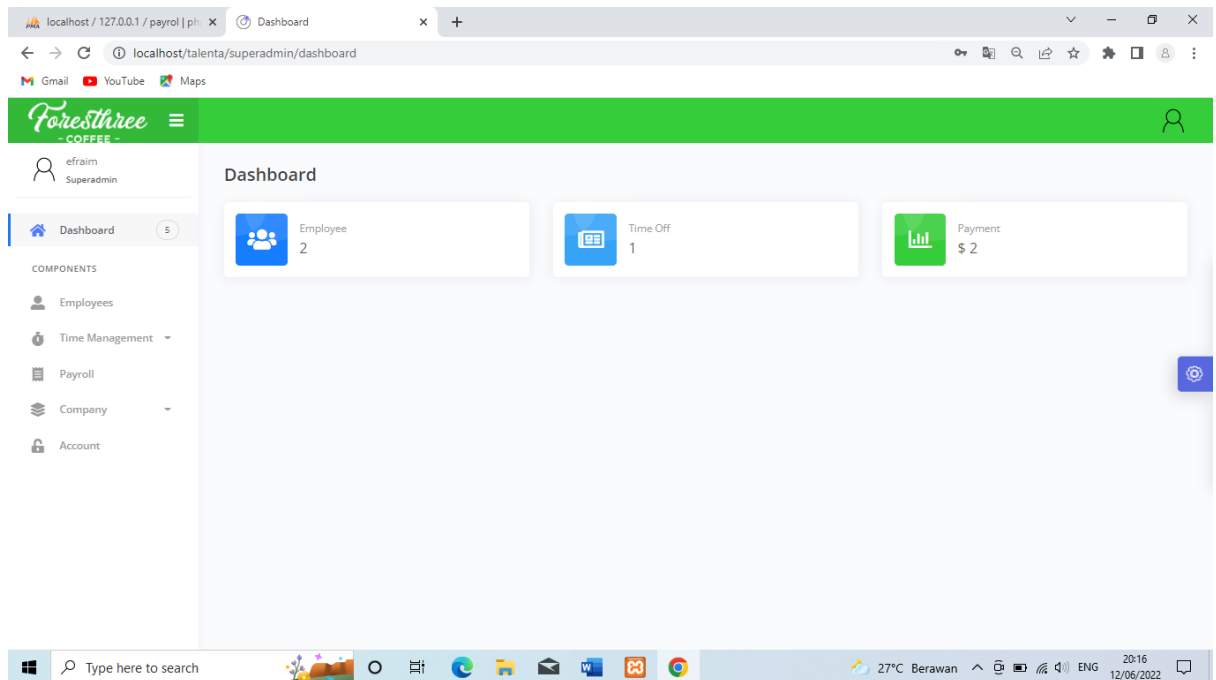 localhost / 127.0.0.1 / payrol | ph
Dashboard
localhost/talenta/superadmin/dashboard
Gmail
YouTube
Maps
Foresthree
- COFFEE -
efraim
Superadmin
Dashboard
5
COMPONENTS
Employees
Time Management
Payroll
Company
Account
Dashboard
Employee
2
Time Off
1
Payment
$ 2
Type here to search
27°C Berawan
ENG
20:16
12/06/2022